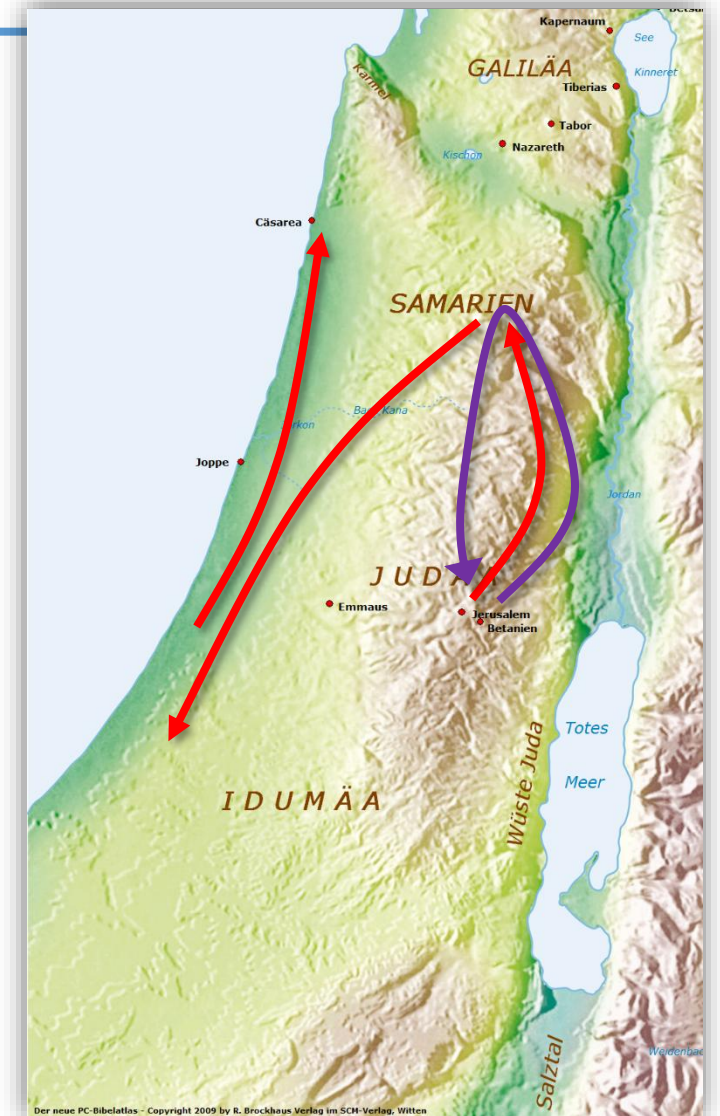 Kapernaum
See
Kinneret
GALILÄA
Tiberias
Karmel
Tabor
Nazareth
Kischon
Cäsarea
SAMARIEN
Kana
Joppe
Jordan
JUDÄA
Emmaus
Jerusalem
Betanien
Totes
Meer
Wüste Juda
IDUMÄA
Salztal
Der neue PC-Bibelatlas - Copyright 2009 by R. Brockhaus Verlag im SCM-Verlag, Witten